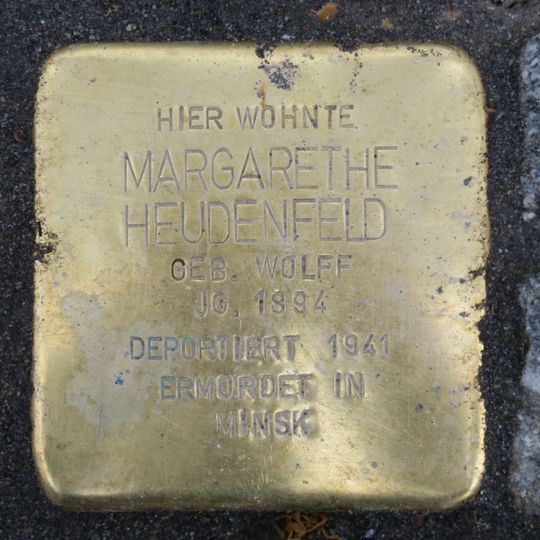 HIER WOHNTE
MARGARETHE
HEUDENFELD
GEB. WOLFF
JG. 1894
DEPORTIERT 1941
ERMORDET IN
MINSK